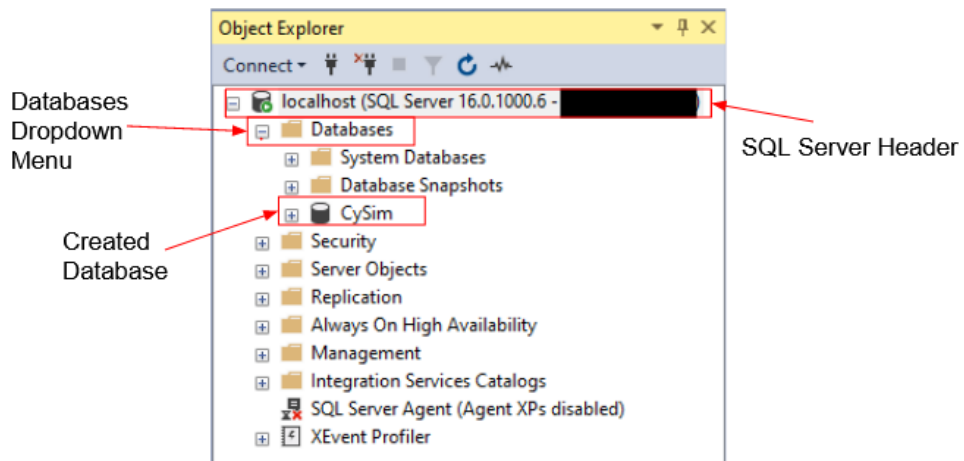 Object Explorer
Connect
localhost (SQL Server 16.0.1000.6 - )
Databases
System Databases
Database Snapshots
CySim
Security
Server Objects
Replication
Always On High Availability
Management
Integration Services Catalogs
SQL Server Agent (Agent XPs disabled)
XEvent Profiler
Databases
Dropdown
Menu
Created
Database
SQL Server Header